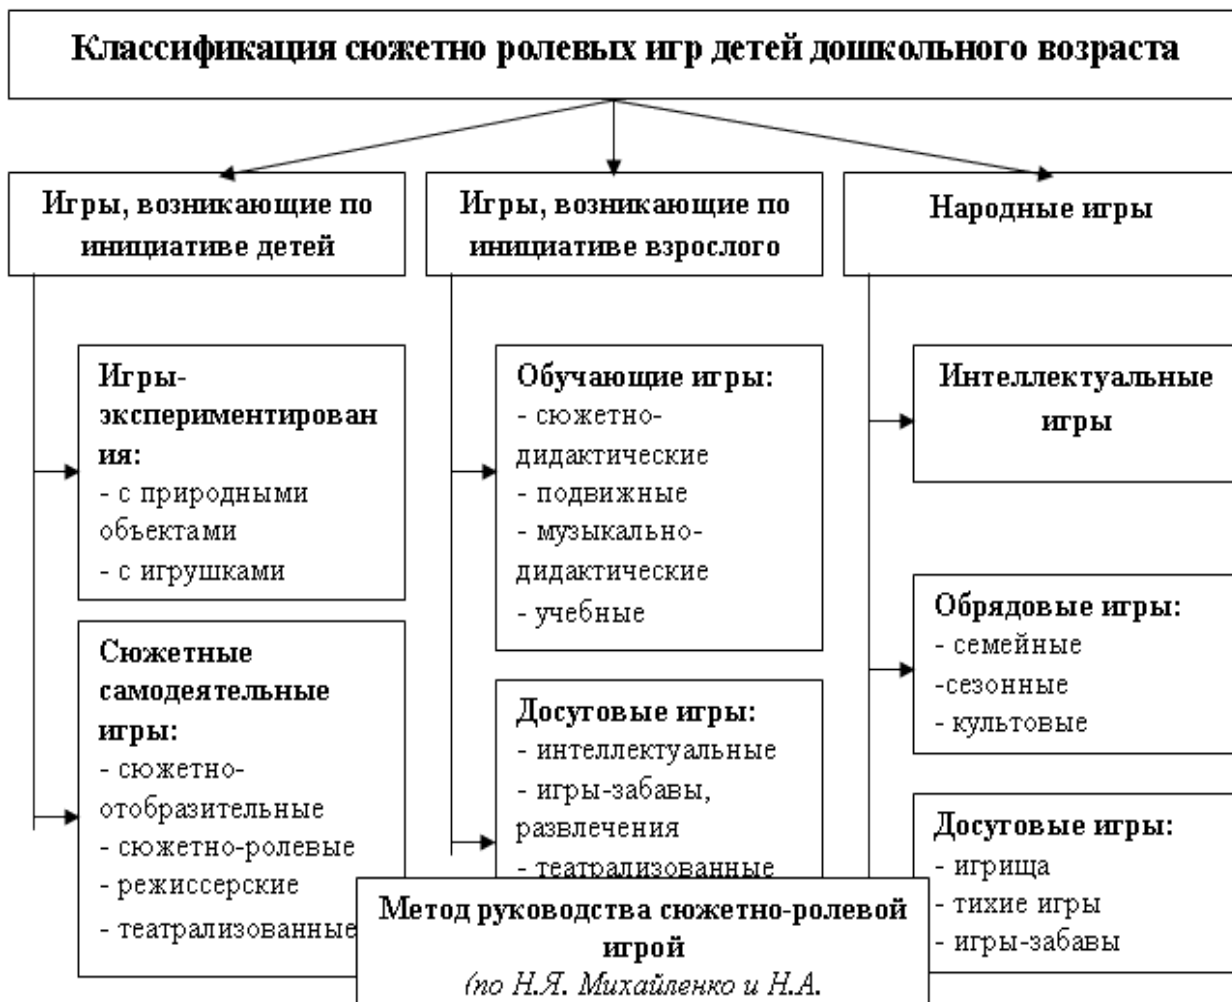 Классификация сюжетно ролевых игр детей дошкольного возраста
Игры, возникающие по
инициативе детей
Игры-
экспериментирован
ия:
- с природными
объектами
- с игрушками
Сюжетные
самодеятельные
игры:
- сюжетно-
отобразительные
- сюжетно-ролевые
- режиссерские
- театрализованные
Игры, возникающие по
инициативе взрослого
Обучающие игры:
- сюжетно-
дидактические
- подвижные
- музыкально-
дидактические
- учебные
Досуговые игры:
- интеллектуальные
- игры-забавы,
развлечения
- театрализованные
Народные игры
Интеллектуальные
игры
Обрядовые игры:
- семейные
-сезонные
- культовые
Досуговые игры:
- игрища
- тихие игры
- игры-забавы
Метод руководства сюжетно-ролевой
игрой
(по Н.Я. Михайленко и Н.А.